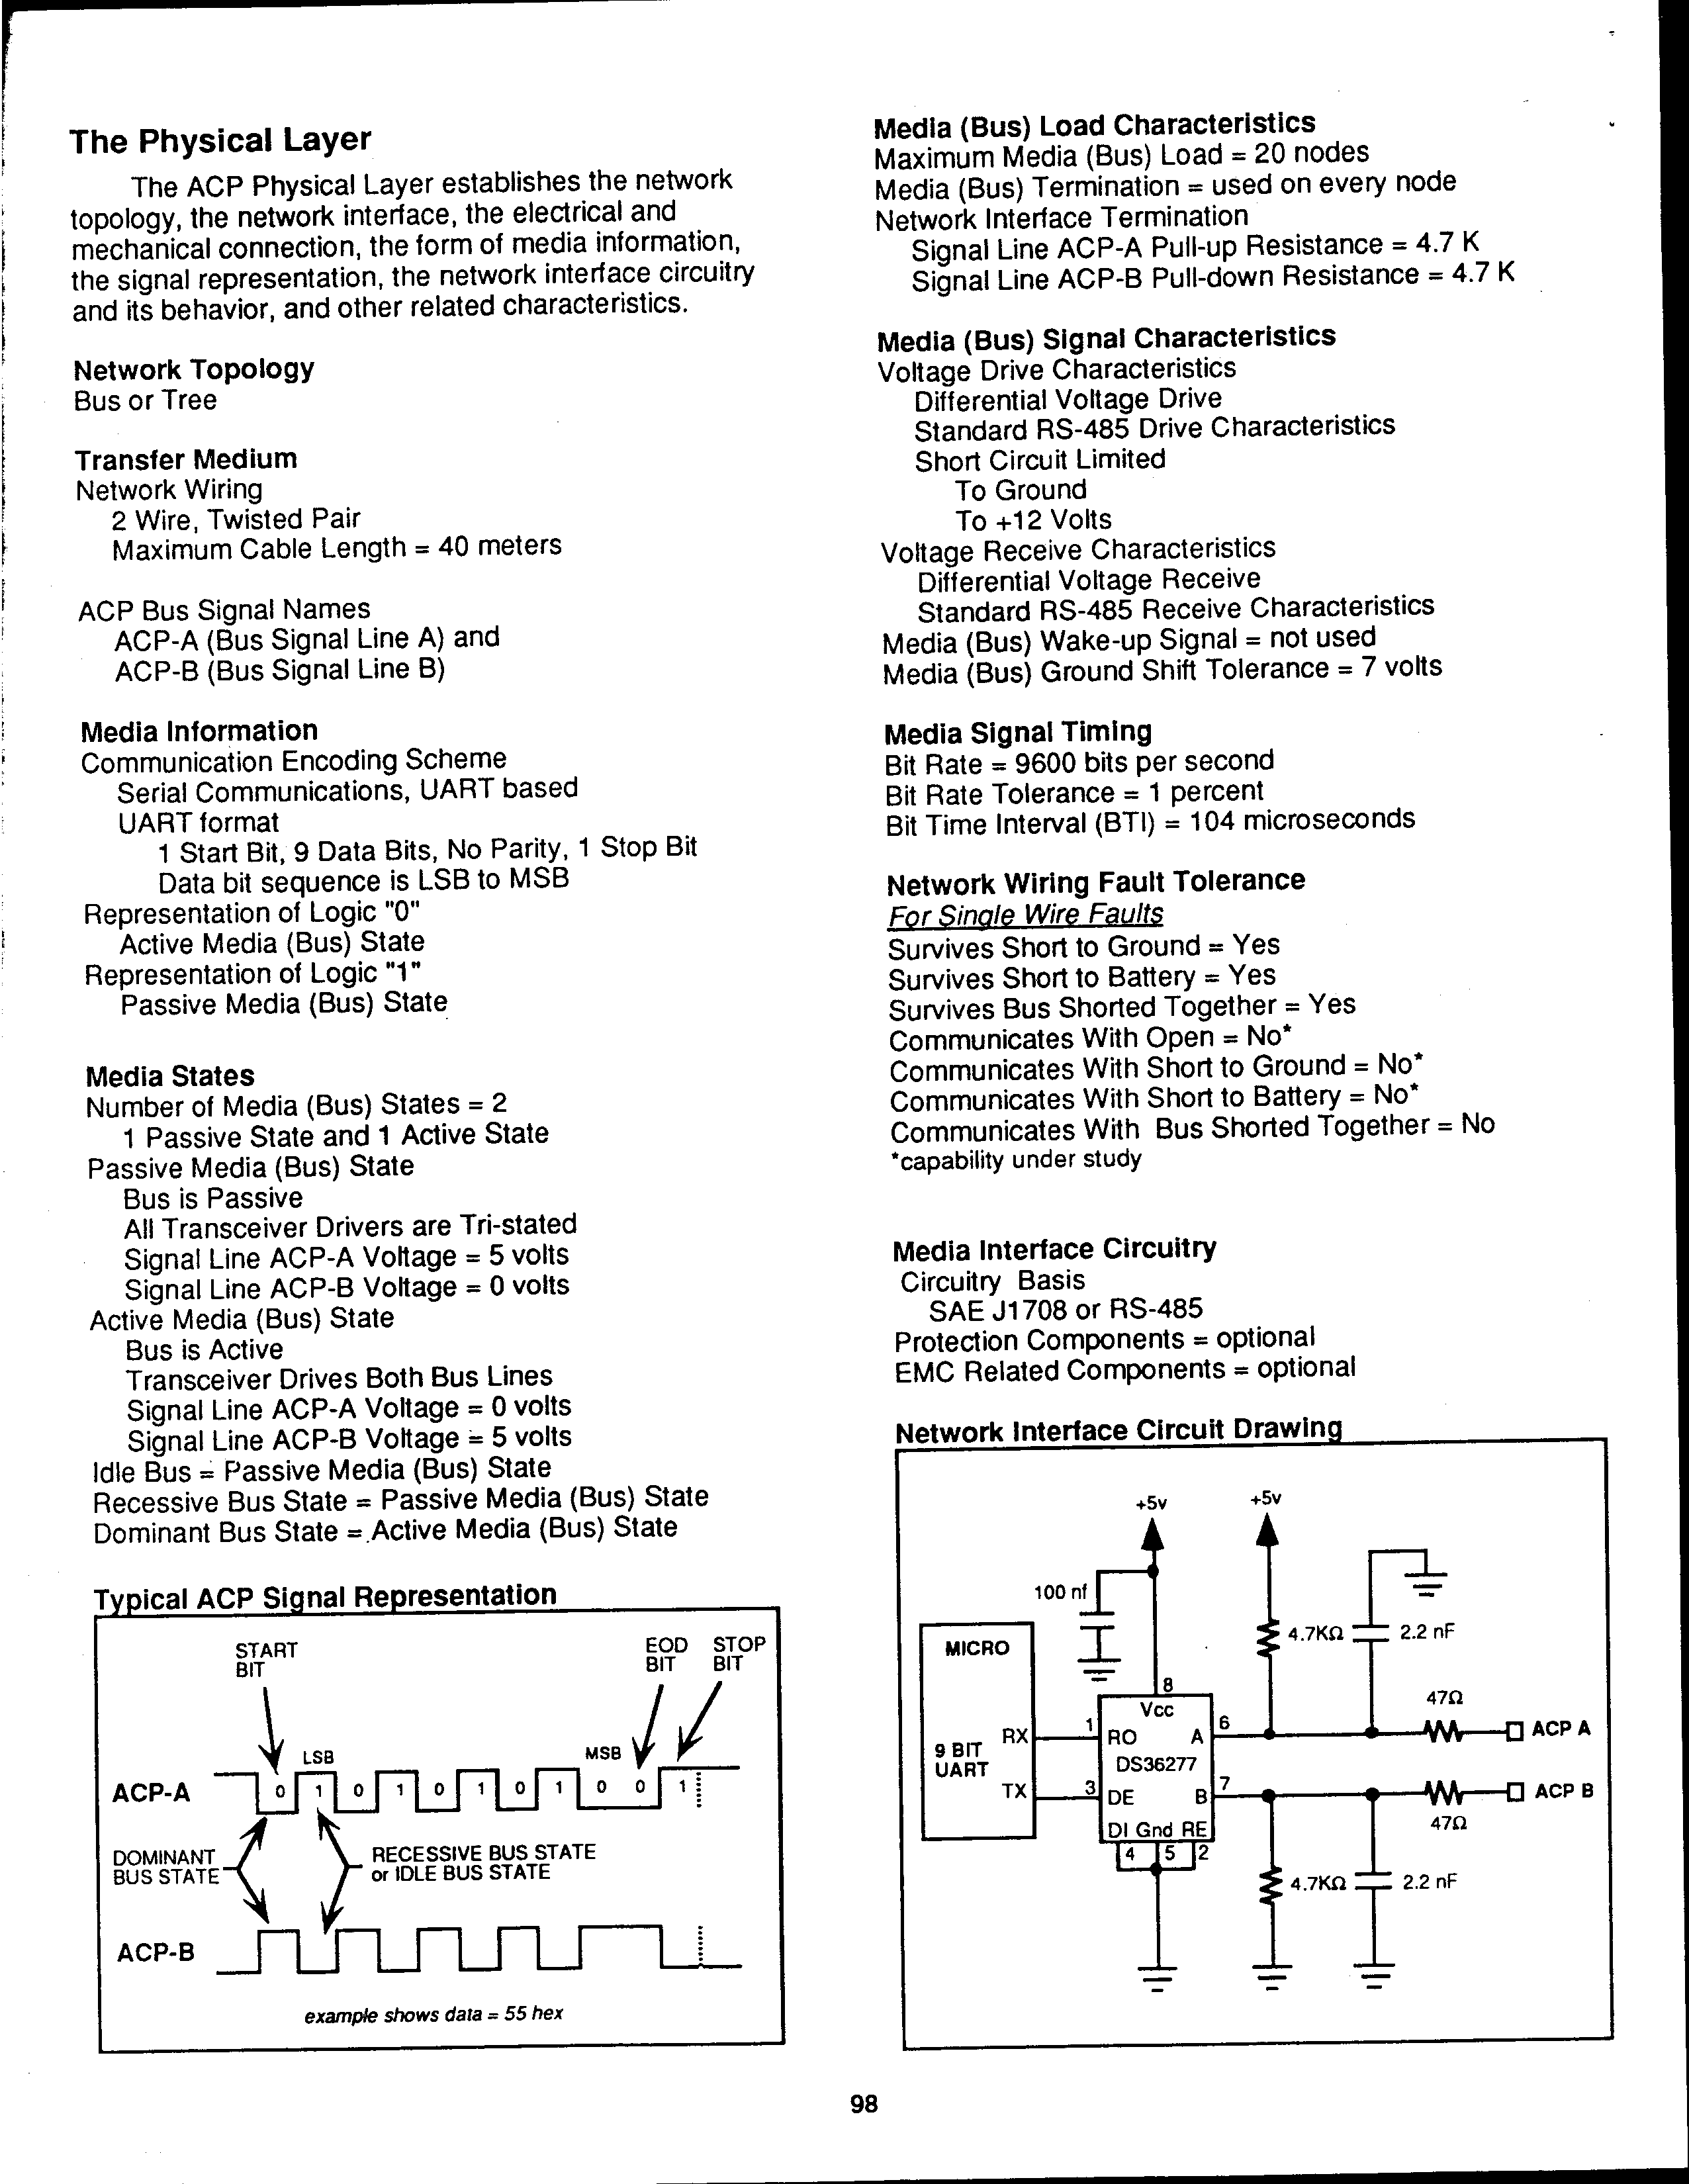 The Physical Layer
The ACP Physical Layer establishes the network
topology, the network interface, the electrical and
mechanical connection, the form of media information,
the signal representation, the network interface circuitry
and its behavior, and other related characteristics.
Network Topology
Bus or Tree
Transfer Medium
Network Wiring
2 Wire, Twisted Pair
Maximum Cable Length = 40 meters
ACP Bus Signal Names
ACP-A (Bus Signal Line A) and
ACP-B (Bus Signal Line B)
Media Information
Communication Encoding Scheme
Serial Communications, UART based
UART format
1 Start Bit, 9 Data Bits, No Parity, 1 Stop Bit
Data bit sequence is LSB to MSB
Representation of Logic "0"
Active Media (Bus) State
Representation of Logic "1"
Passive Media (Bus) State
Media States
Number of Media (Bus) States = 2
1 Passive State and 1 Active State
Passive Media (Bus) State
Bus is Passive
All Transceiver Drivers are Tri-stated
Signal Line ACP-A Voltage = 5 volts
Signal Line ACP-B Voltage = 0 volts
Active Media (Bus) State
Bus is Active
Transceiver Drives Both Bus Lines
Signal Line ACP-A Voltage = 0 volts
Signal Line ACP-B Voltage = 5 volts
Idle Bus = Passive Media (Bus) State
Recessive Bus State = Passive Media (Bus) State
Dominant Bus State = Active Media (Bus) State
Typical ACP Signal Representation
START
BIT
EOD
BIT
STOP
BIT
LSB
MSB
ACP-A
0 1 0 1 0 1 0 1 0 0 1
DOMINANT
BUS STATE
RECESSIVE BUS STATE
or IDLE BUS STATE
ACP-B
example shows data = 55 hex
Media (Bus) Load Characteristics
Maximum Media (Bus) Load = 20 nodes
Media (Bus) Termination = used on every node
Network Interface Termination
Signal Line ACP-A Pull-up Resistance = 4.7 K
Signal Line ACP-B Pull-down Resistance = 4.7 K
Media (Bus) Signal Characteristics
Voltage Drive Characteristics
Differential Voltage Drive
Standard RS-485 Drive Characteristics
Short Circuit Limited
To Ground
To +12 Volts
Voltage Receive Characteristics
Differential Voltage Receive
Standard RS-485 Receive Characteristics
Media (Bus) Wake-up Signal = not used
Media (Bus) Ground Shift Tolerance = 7 volts
Media Signal Timing
Bit Rate = 9600 bits per second
Bit Rate Tolerance = 1 percent
Bit Time Interval (BTI) = 104 microseconds
Network Wiring Fault Tolerance
For Single Wire Faults
Survives Short to Ground = Yes
Survives Short to Battery = Yes
Survives Bus Shorted Together = Yes
Communicates With Open = No*
Communicates With Short to Ground = No*
Communicates With Short to Battery = No*
Communicates With Bus Shorted Together = No
*capability under study
Media Interface Circuitry
Circuitry Basis
SAE J1708 or RS-485
Protection Components = optional
EMC Related Components = optional
Network Interface Circuit Drawing
+5v
+5v
100 nf
4.7KΩ
2.2 nF
MICRO
8
Vcc
47Ω
RX
1
RO
A
6
ACP A
9 BIT
UART
DS36277
TX
3
DE
B
7
ACP B
47Ω
DI Gnd RE
4 5 2
4.7KΩ
2.2 nF
98